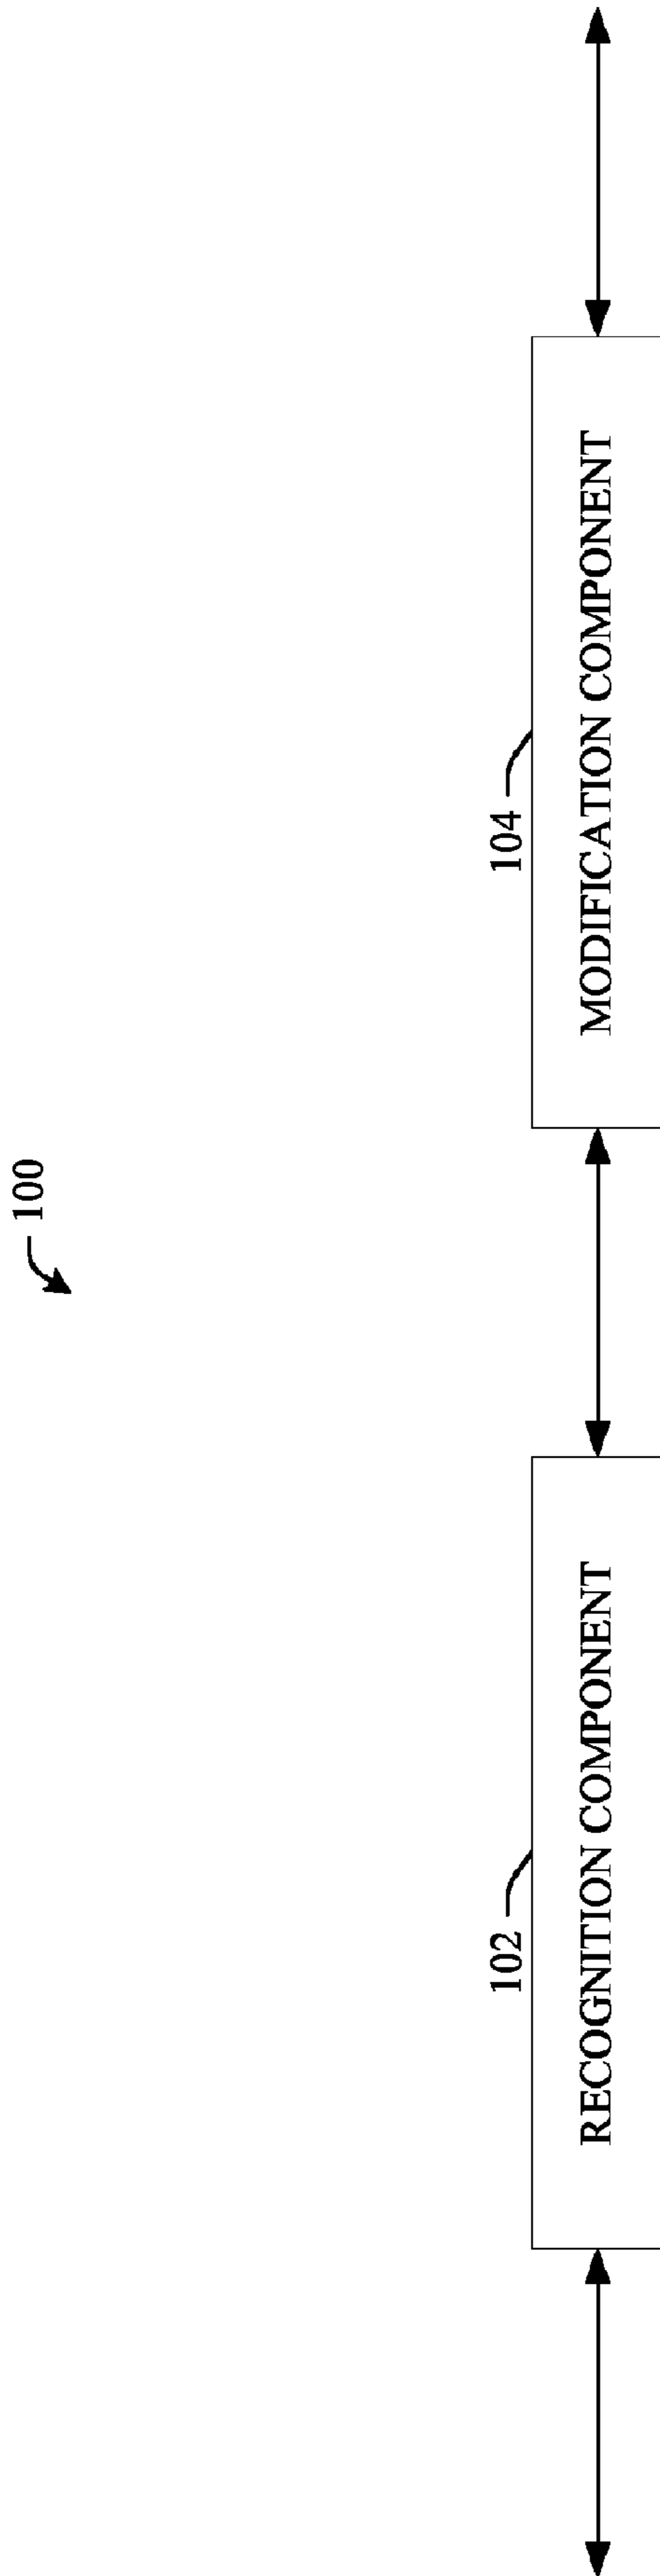 100
102
RECOGNITION COMPONENT
104
MODIFICATION COMPONENT